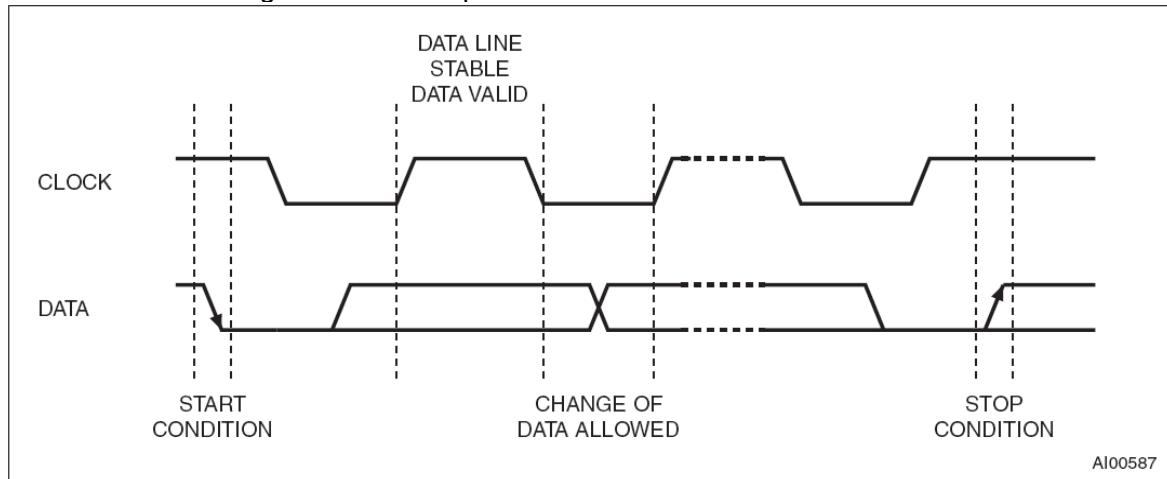 DATA LINE
STABLE
DATA VALID
CLOCK
DATA
START
CONDITION
CHANGE OF
DATA ALLOWED
STOP
CONDITION
AI00587